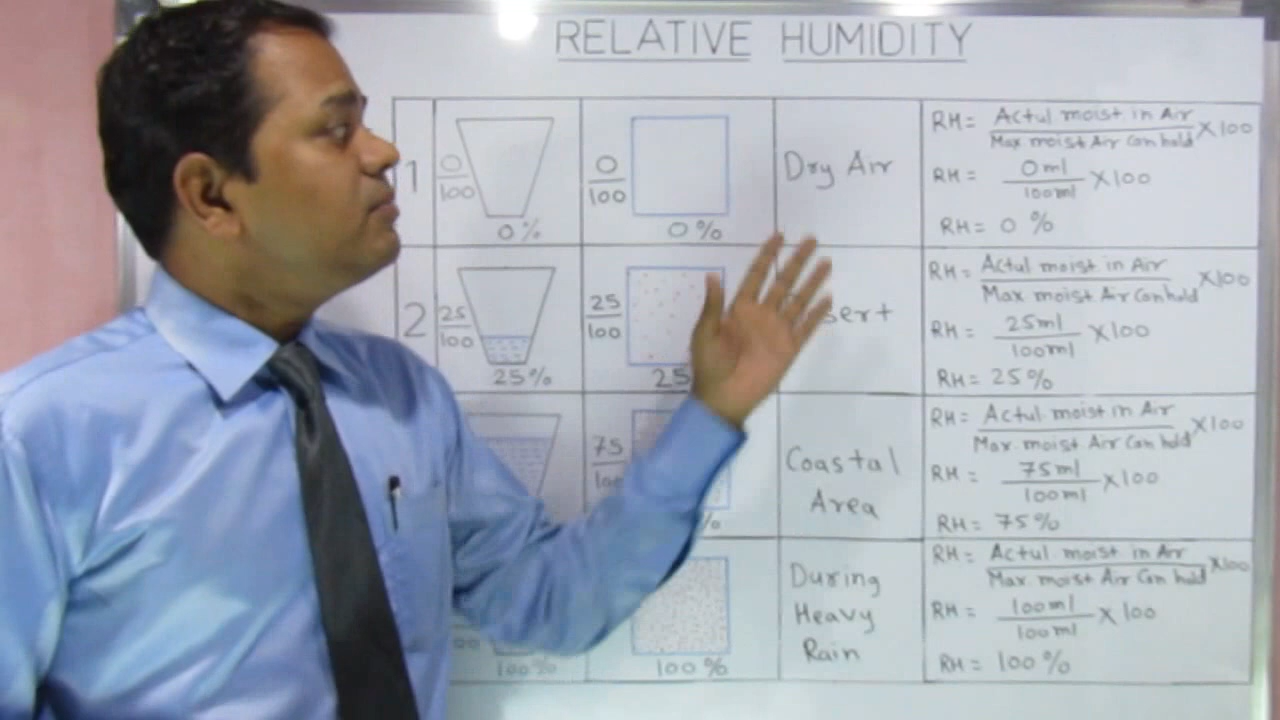 RELATIVE HUMIDITY
1
0
100
0%
0
100
0%
Dry Air
RH = Actul moist in Air
Max moist Air Can hold X100
RH = 0ml
100ml X100
RH = 0 %
2
25
100
25%
25
100
25
RH = Actul moist in Air
Max moist Air Can hold X100
RH = 25ml
100ml X100
RH = 25%
75
%
Coastal
Area
RH = Actul moist in Air
Max moist Air Can hold X100
RH = 75ml
100ml X100
RH = 75%
100%
100%
During
Heavy
Rain
RH = Actul moist in Air
Max moist Air Can hold X100
RH = 100ml
100ml X100
RH = 100%